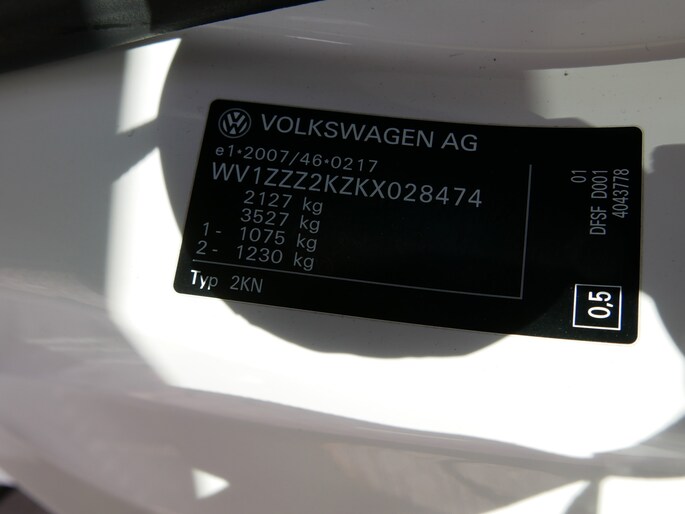 VOLKSWAGEN AG
e1*2007/46*0217
WV1ZZZ2KZKX028474
2127 kg
3527 kg
1- 1075 kg
2- 1230 kg
Typ 2KN
01
DFSF D001
4043778
0,5